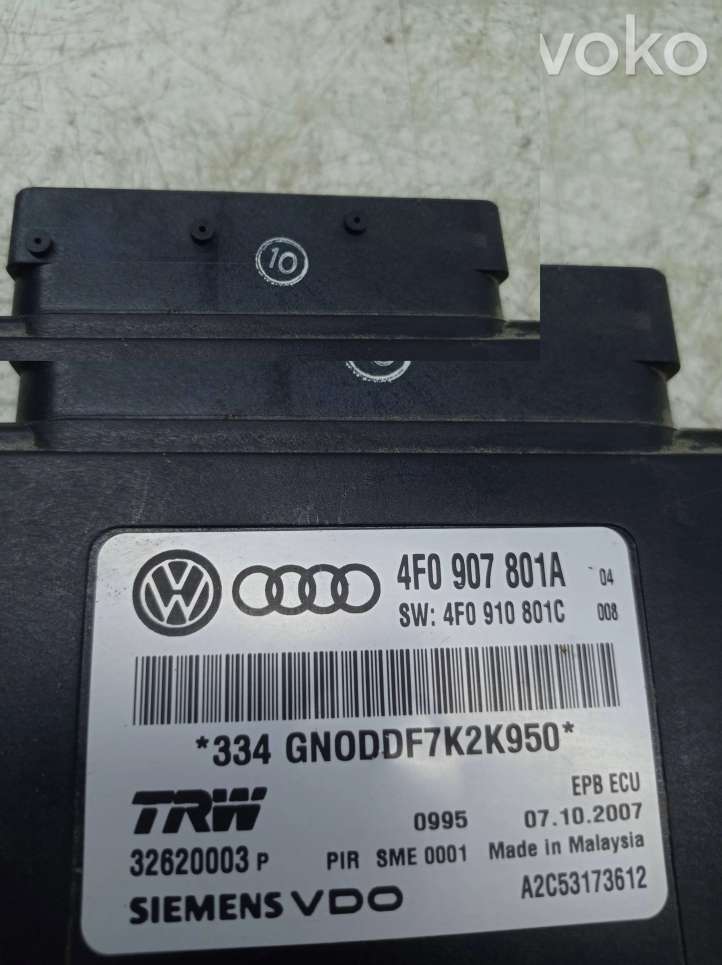 voko
10
4F0 907 801A 04
SW: 4F0 910 801C 008
*334 GNODDF7K2K950*
TRW
EPB ECU
0995 07.10.2007
32620003 P PIR SME 0001 Made in Malaysia
SIEMENS VDO A2C53173612